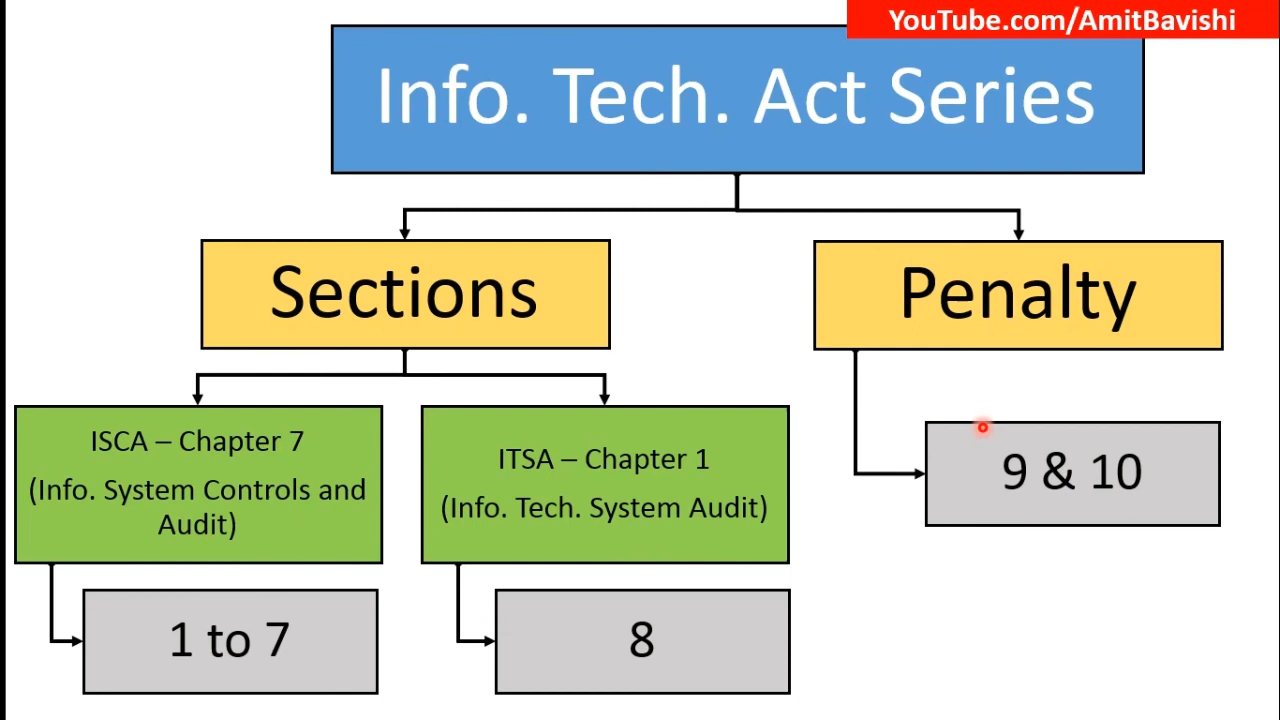 YouTube.com/AmitBavishi
Info. Tech. Act Series
Sections
Penalty
ISCA – Chapter 7
(Info. System Controls and
Audit)
ITSA – Chapter 1
(Info. Tech. System Audit)
9 & 10
1 to 7
8